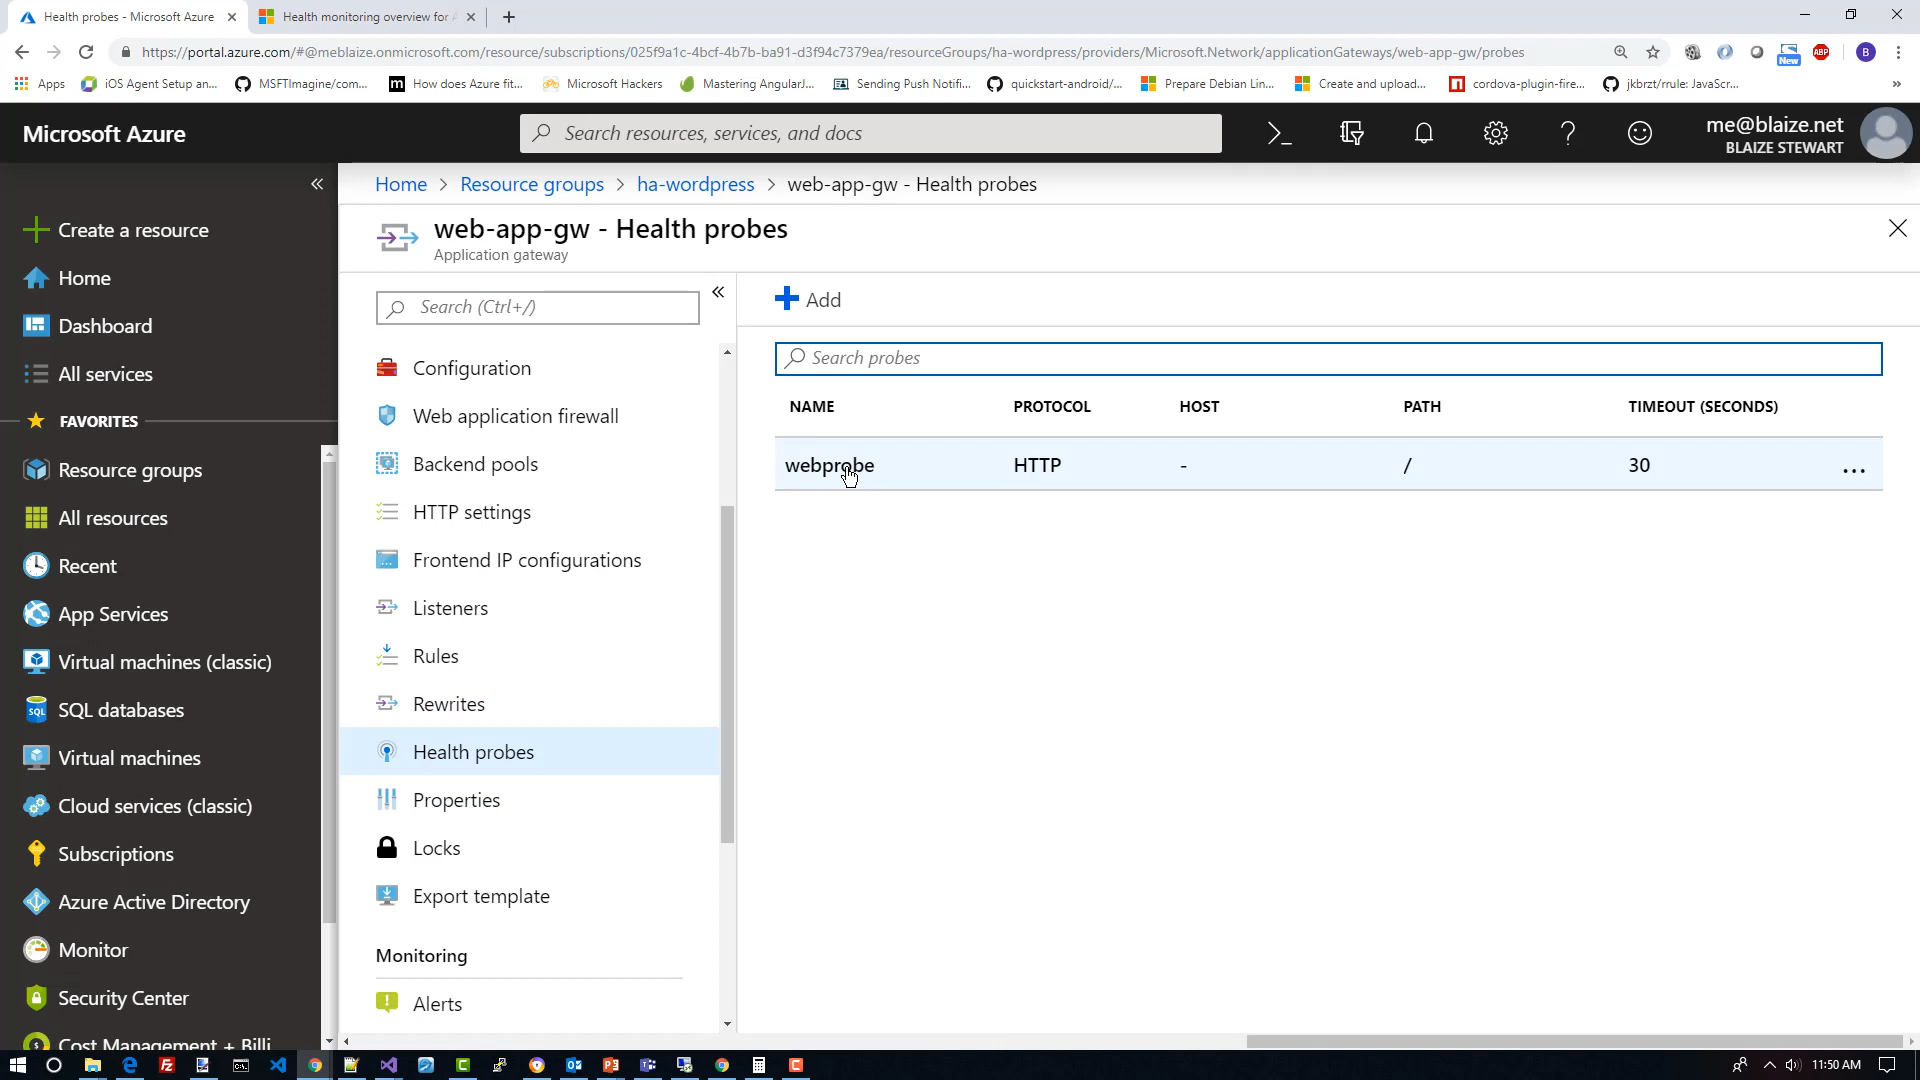 Health probes - Microsoft Azure
Health monitoring overview for
https://portal.azure.com/#@meblaize.onmicrosoft.com/resource/subscriptions/025f9a1c-4bcf-4b7b-ba91-d3f94c7379ea/resourceGroups/ha-wordpress/providers/Microsoft.Network/applicationGateways/web-app-gw/probes
New
ABP
B
Apps
iOS Agent Setup an...
MSFTImagine/com...
m
How does Azure fit...
Microsoft Hackers
Mastering AngularJ...
Sending Push Notifi...
quickstart-android/...
Prepare Debian Lin...
Create and upload...
cordova-plugin-fire...
jkbrzt/rrule: JavaScr...
»
Microsoft Azure
Search resources, services, and docs
me@blaize.net
BLAIZE STEWART
Create a resource
Home
Dashboard
All services
FAVORITES
Resource groups
All resources
Recent
App Services
Virtual machines (classic)
SQL databases
Virtual machines
Cloud services (classic)
Subscriptions
Azure Active Directory
Monitor
Security Center
Cost Management + Billi
Home > Resource groups > ha-wordpress > web-app-gw - Health probes
web-app-gw - Health probes
Application gateway
Search (Ctrl+/)
Configuration
Web application firewall
Backend pools
HTTP settings
Frontend IP configurations
Listeners
Rules
Rewrites
Health probes
Properties
Locks
Export template
Monitoring
Alerts
Add
Search probes
NAME PROTOCOL HOST PATH TIMEOUT (SECONDS)
webprobe HTTP - / 30 ...
11:50 AM